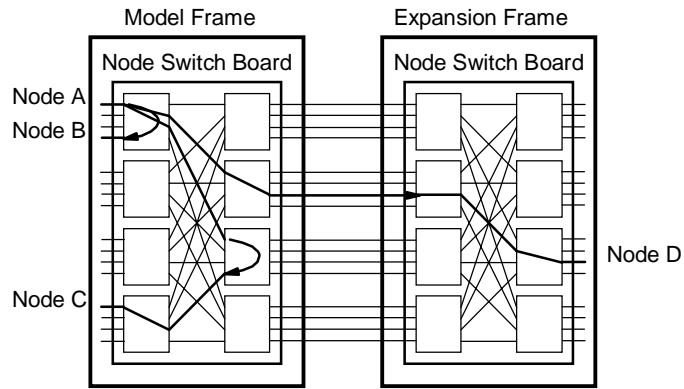 Model Frame
Expansion Frame
Node Switch Board
Node Switch Board
Node A
Node B
Node D
Node C